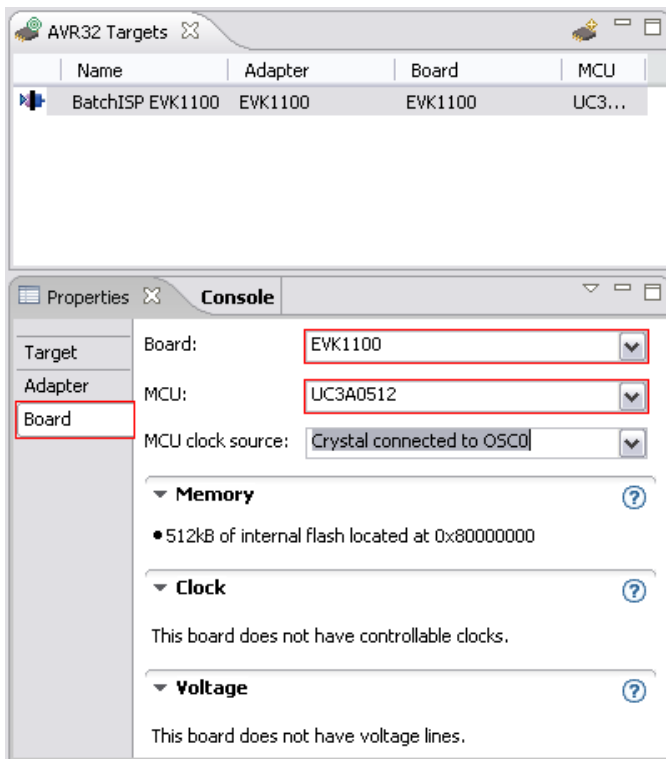 AVR32 Targets
Name Adapter Board MCU
BatchISP EVK1100 EVK1100 EVK1100 UC3...
Properties Console
Target
Adapter
Board
Board: EVK1100
MCU: UC3A0512
MCU clock source: Crystal connected to OSC0
Memory
•512kB of internal flash located at 0x80000000
Clock
This board does not have controllable clocks.
Voltage
This board does not have voltage lines.